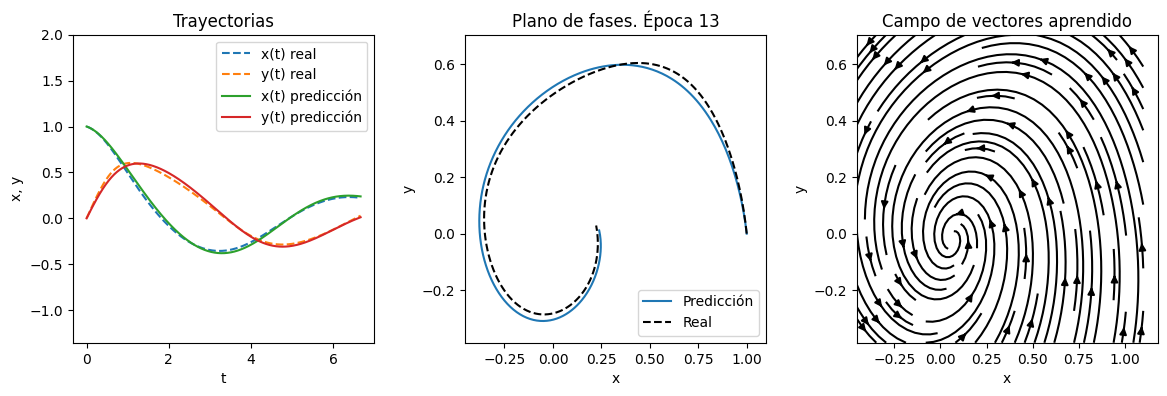 Trayectorias
2.0
1.5
1.0
0.5
0.0
−0.5
−1.0
x, y
0
2
4
6
t
x(t) real
y(t) real
x(t) predicción
y(t) predicción
Plano de fases. Época 13
0.6
0.4
0.2
0.0
−0.2
y
−0.25
0.00
0.25
0.50
0.75
1.00
x
Predicción
Real
Campo de vectores aprendido
0.6
0.4
0.2
0.0
−0.2
y
−0.25
0.00
0.25
0.50
0.75
1.00
x